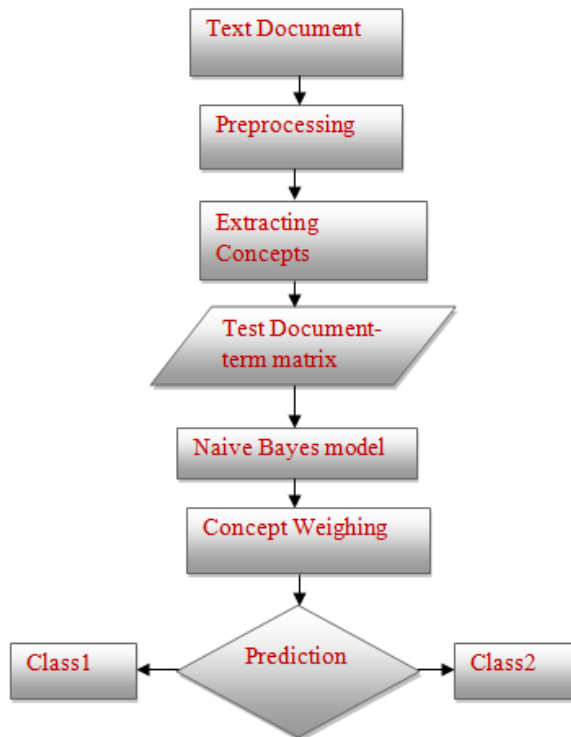 Text Document
Preprocessing
Extracting
Concepts
Test Document-
term matrix
Naive Bayes model
Concept Weighing
Prediction
Class1
Class2